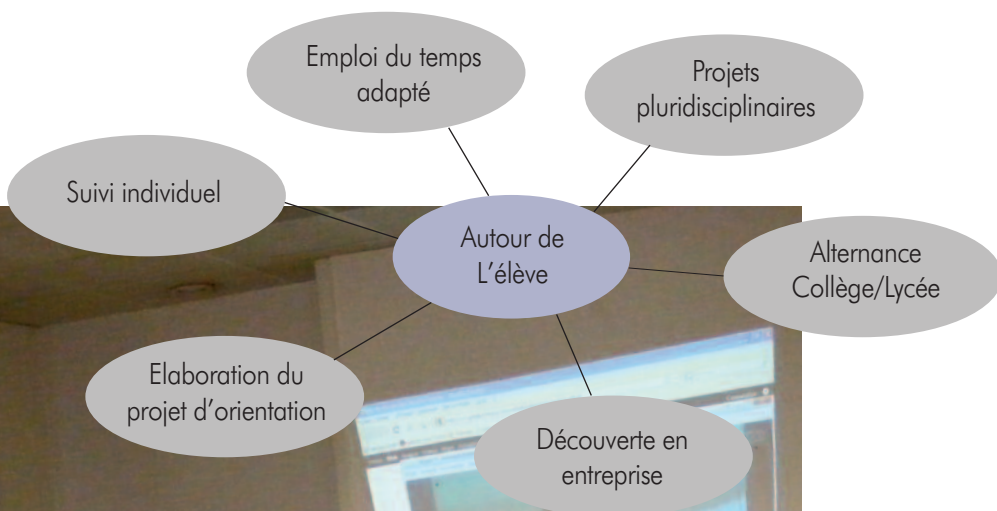 Emploi du temps
adapté
Projets
pluridisciplinaires
Suivi individuel
Autour de
L'élève
Alternance
Collège/Lycée
Elaboration du
projet d'orientation
Découverte en
entreprise